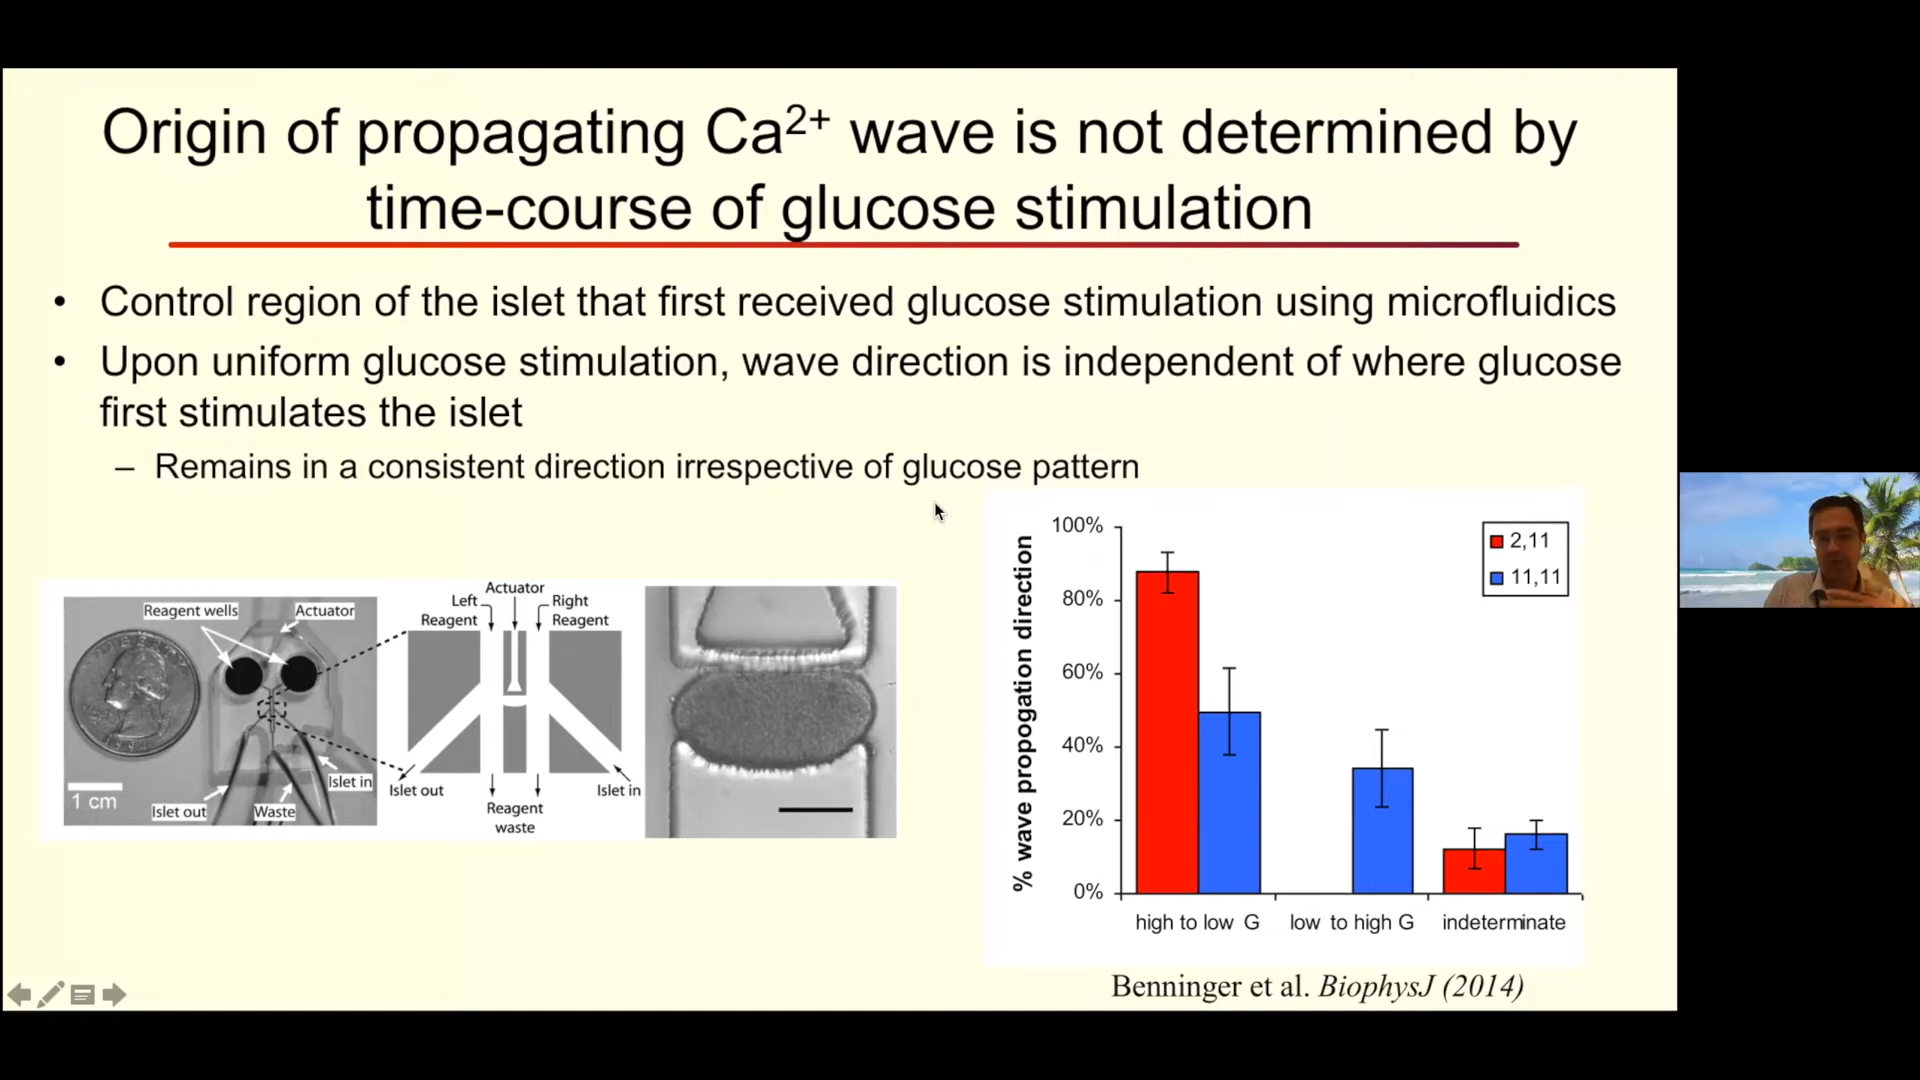 Origin of propagating Ca2+ wave is not determined by
time-course of glucose stimulation
• Control region of the islet that first received glucose stimulation using microfluidics
• Upon uniform glucose stimulation, wave direction is independent of where glucose
first stimulates the islet
– Remains in a consistent direction irrespective of glucose pattern
Reagent wells
Actuator
Islet in
1 cm
Islet out
Waste
Actuator
Left
Reagent
Right
Reagent
Islet out
Islet in
Reagent
waste
% wave propogation direction
100%
80%
60%
40%
20%
0%
2,11
11,11
high to low G
low to high G
indeterminate
Benninger et al. BiophysJ (2014)